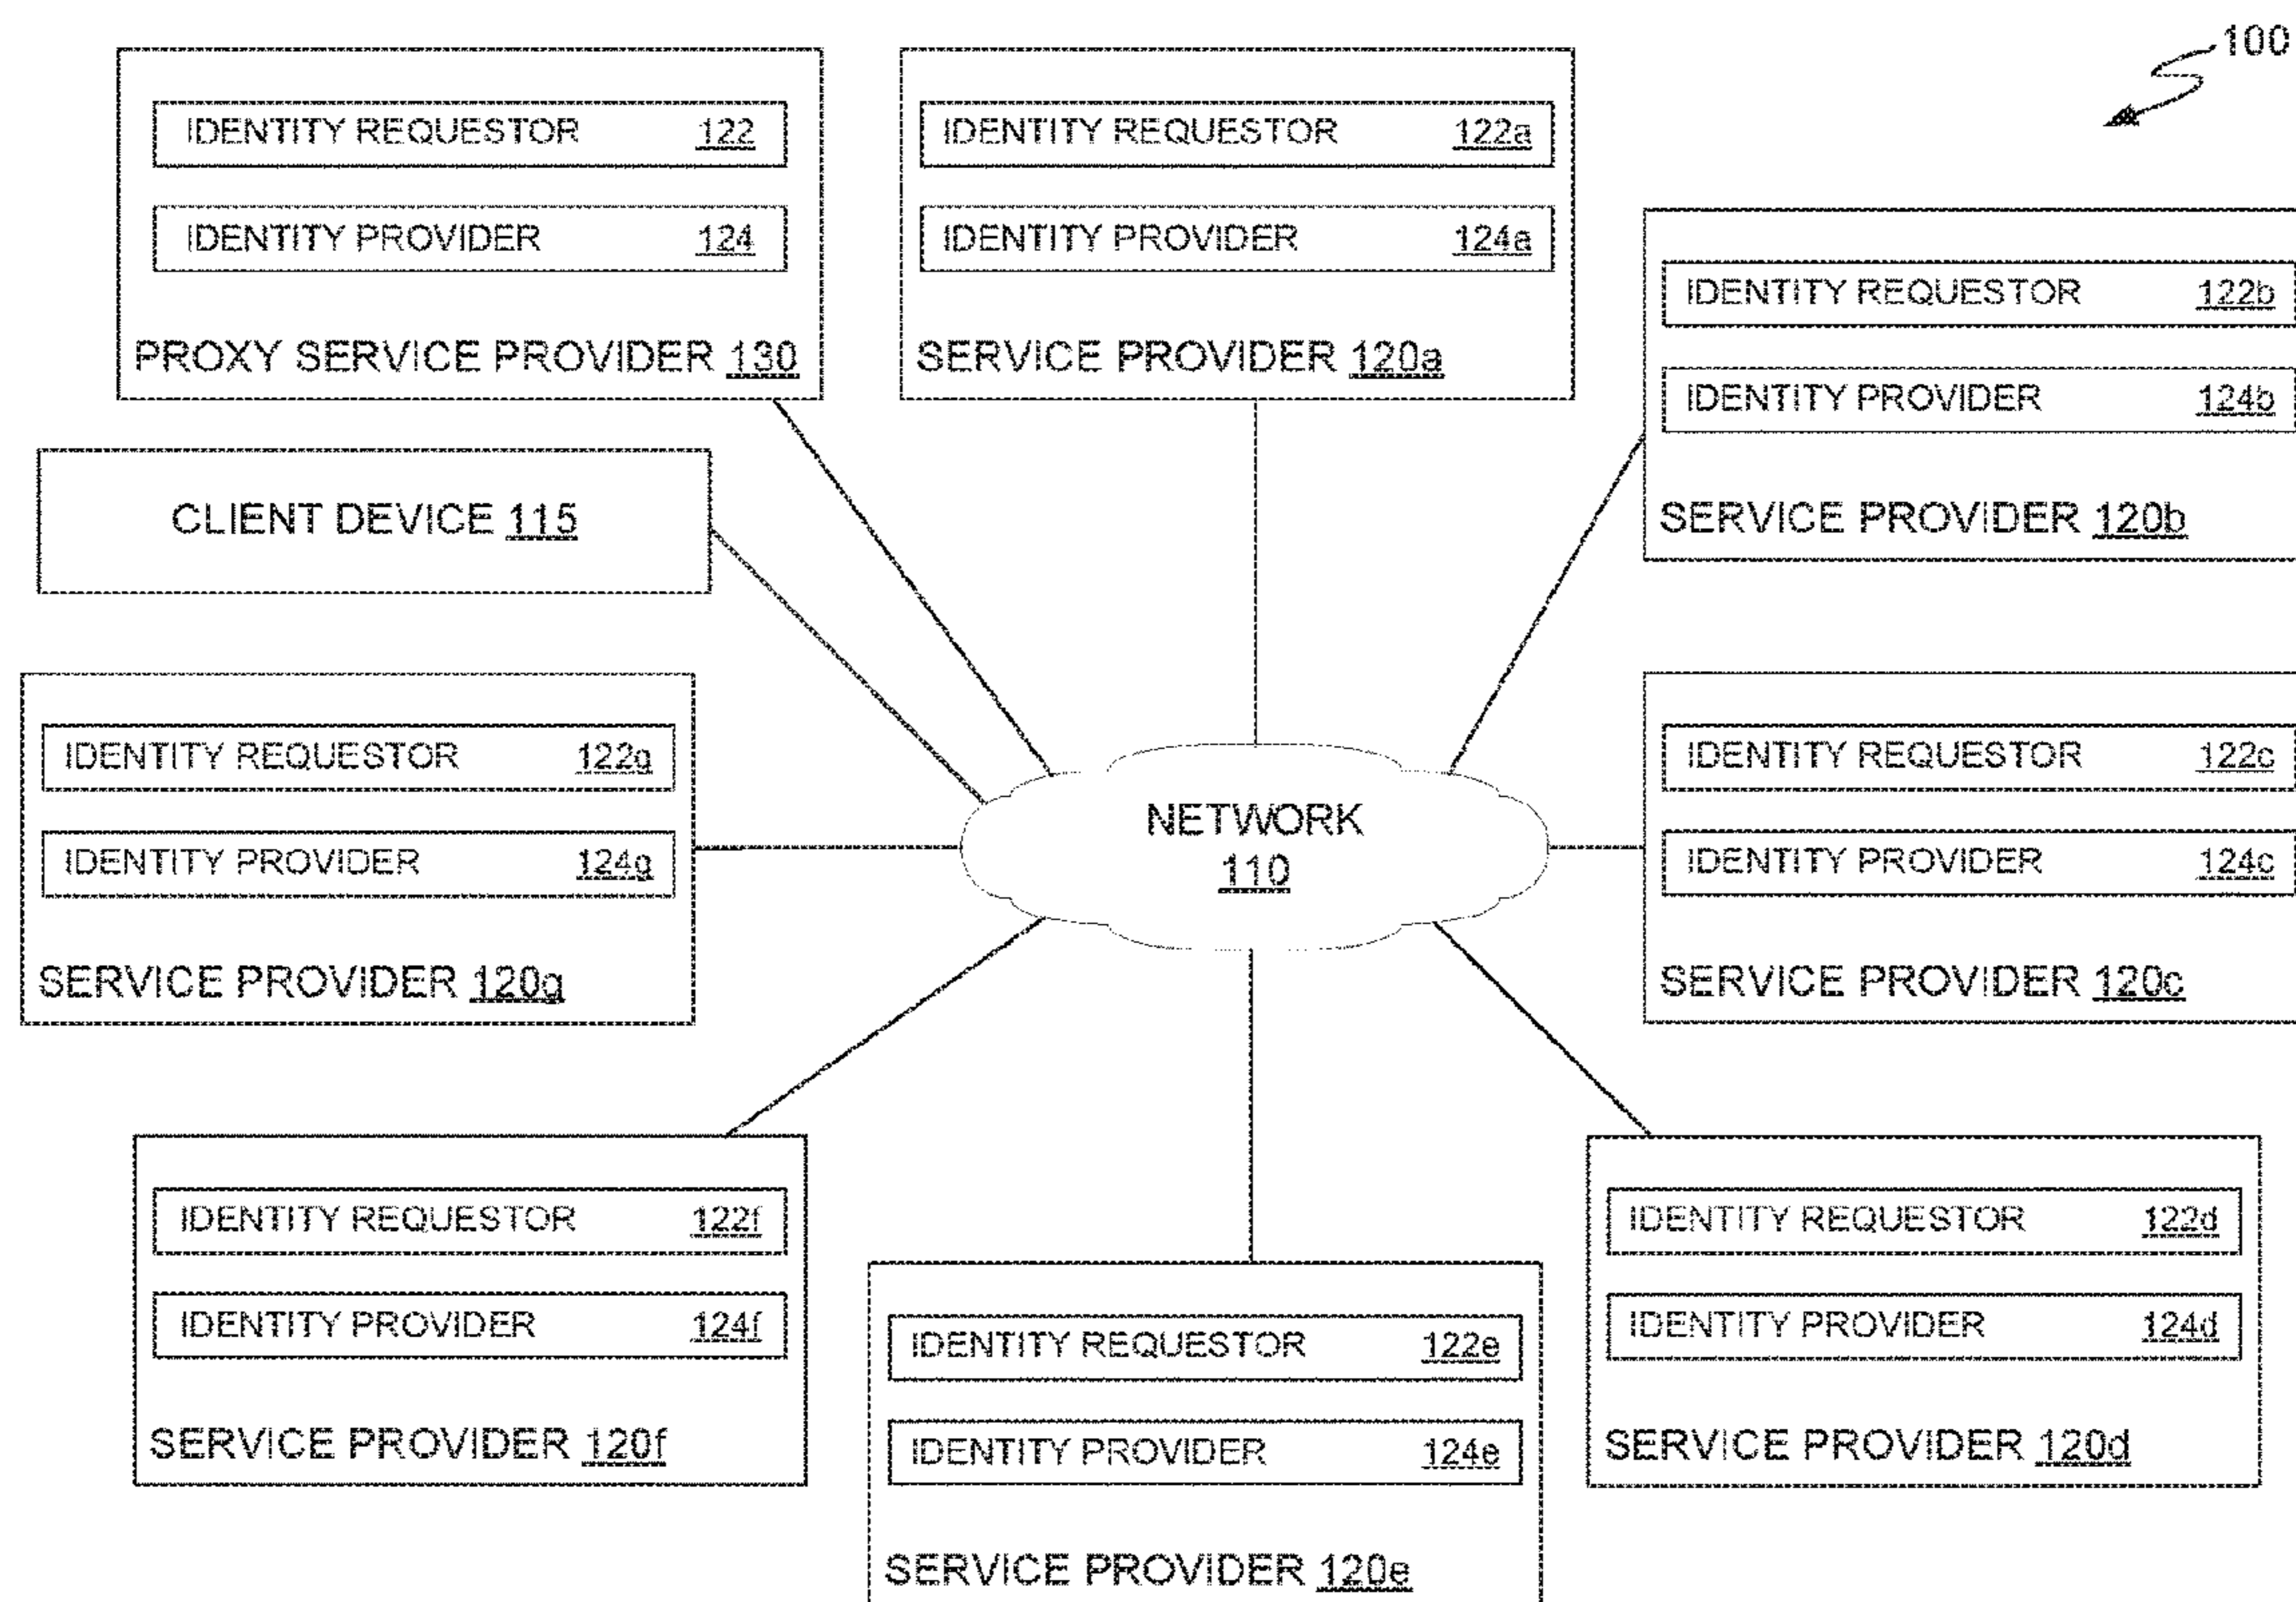 100
IDENTITY REQUESTOR 122
IDENTITY PROVIDER 124
PROXY SERVICE PROVIDER 130
IDENTITY REQUESTOR 122a
IDENTITY PROVIDER 124a
SERVICE PROVIDER 120a
IDENTITY REQUESTOR 122b
IDENTITY PROVIDER 124b
SERVICE PROVIDER 120b
CLIENT DEVICE 115
IDENTITY REQUESTOR 122g
IDENTITY PROVIDER 124g
SERVICE PROVIDER 120g
NETWORK
110
IDENTITY REQUESTOR 122c
IDENTITY PROVIDER 124c
SERVICE PROVIDER 120c
IDENTITY REQUESTOR 122f
IDENTITY PROVIDER 124f
SERVICE PROVIDER 120f
IDENTITY REQUESTOR 122e
IDENTITY PROVIDER 124e
SERVICE PROVIDER 120e
IDENTITY REQUESTOR 122d
IDENTITY PROVIDER 124d
SERVICE PROVIDER 120d